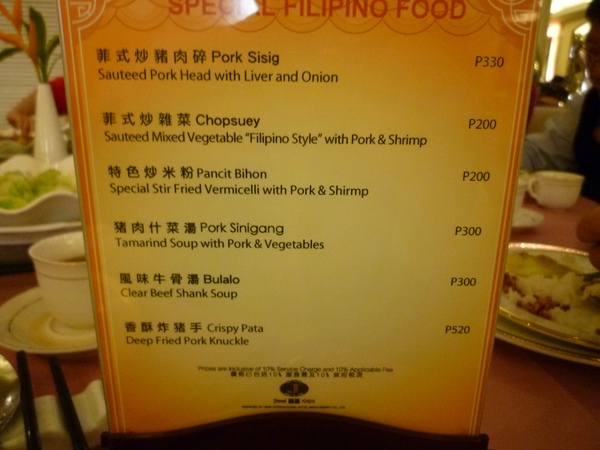 SPECIAL FILIPINO FOOD
菲式炒豬肉碎 Pork Sisig P330
Sauteed Pork Head with Liver and Onion
菲式炒雜菜 Chopsuey P200
Sauteed Mixed Vegetable "Filipino Style" with Pork & Shrimp
特色炒米粉 Pancit Bihon P200
Special Stir Fried Vermicelli with Pork & Shirmp
豬肉什菜湯 Pork Sinigang P300
Tamarind Soup with Pork & Vegetables
風味牛骨湯 Bulalo P300
Clear Beef Shank Soup
香酥炸豬手 Crispy Pata P520
Deep Fried Pork Knuckle
Prices are inclusive of 10% Service Charge and 10% Applicable Fee